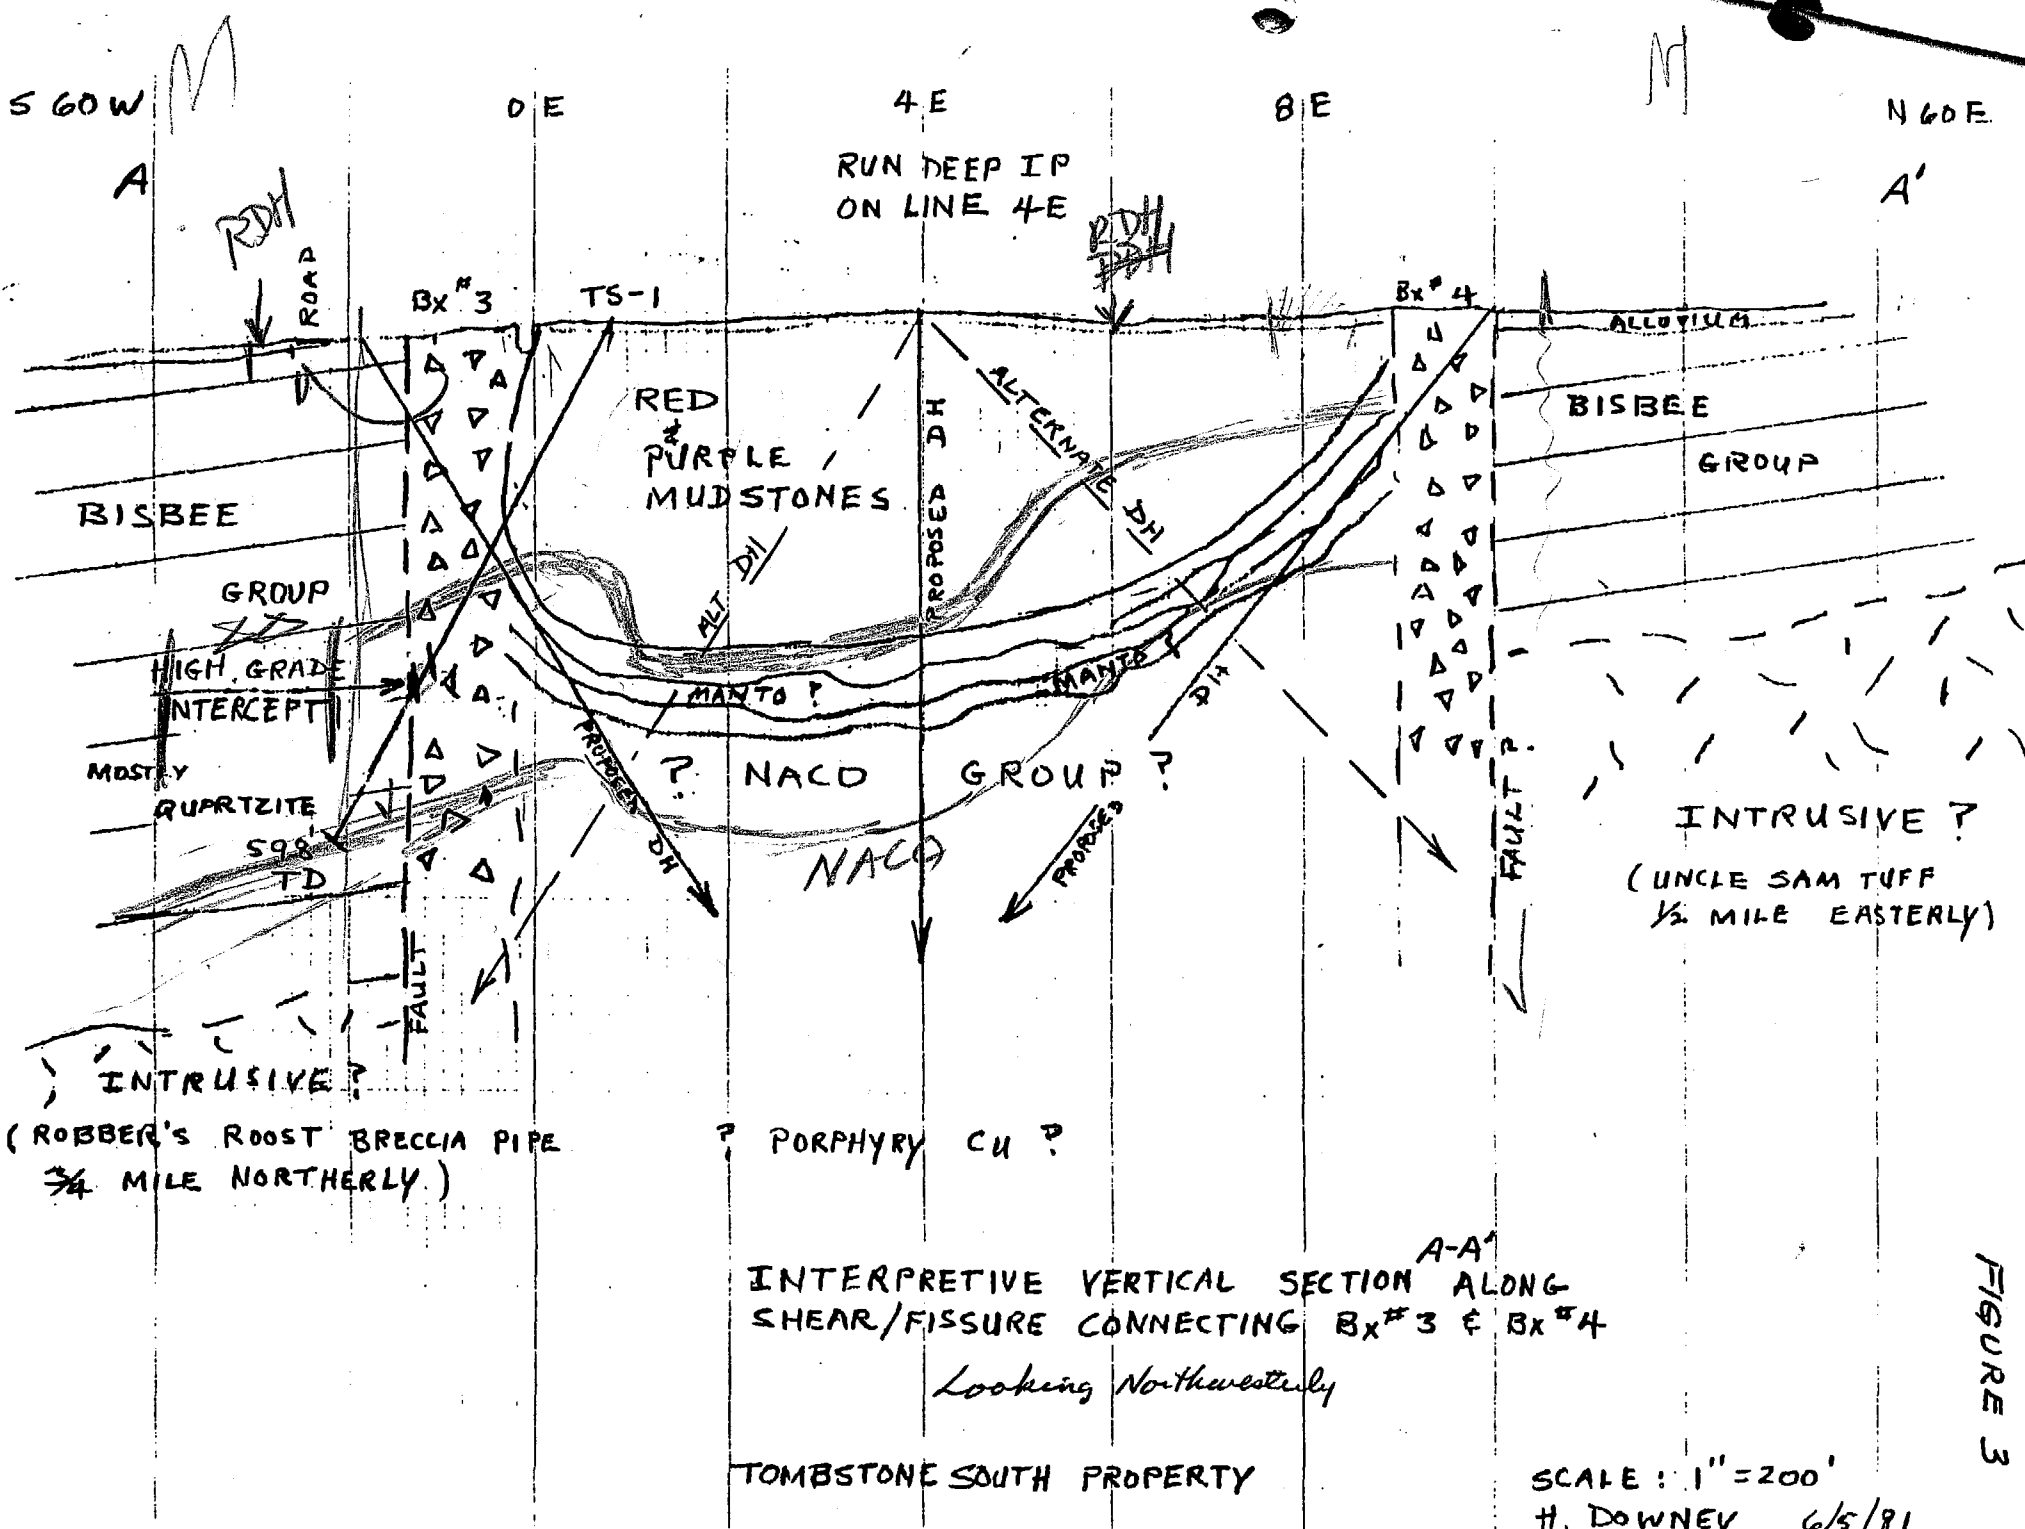 S 60 W
0 E
4 E
8 E
N 60 E
A
A'
RUN DEEP IP
ON LINE 4E
RDH
RDH
RDH
ROAD
Bx #3
TS-1
Bx # 4
ALLUVIUM
RED
&
PURPLE
MUDSTONES
PROPOSED DH
ALTERNATE DH
ALT DH
BISBEE
GROUP
BISBEE
GROUP
HIGH GRADE
INTERCEPT
MOSTLY
QUARTZITE
598'
TD
MANTO ?
MANTO
PROPOSED DH
PROPOSED DH
? NACO GROUP ?
NACO
FAULT
FAULT ?
INTRUSIVE ?
(UNCLE SAM TUFF
1/2 MILE EASTERLY)
INTRUSIVE ?
(ROBBER'S ROOST BRECCIA PIPE
3/4 MILE NORTHERLY.)
? PORPHYRY CU ?
A-A'
INTERPRETIVE VERTICAL SECTION ALONG
SHEAR/FISSURE CONNECTING Bx #3 & Bx #4
Looking Northwesterly
TOMBSTONE SOUTH PROPERTY
SCALE : 1" = 200'
H. DOWNEY 6/5/81
FIGURE 3